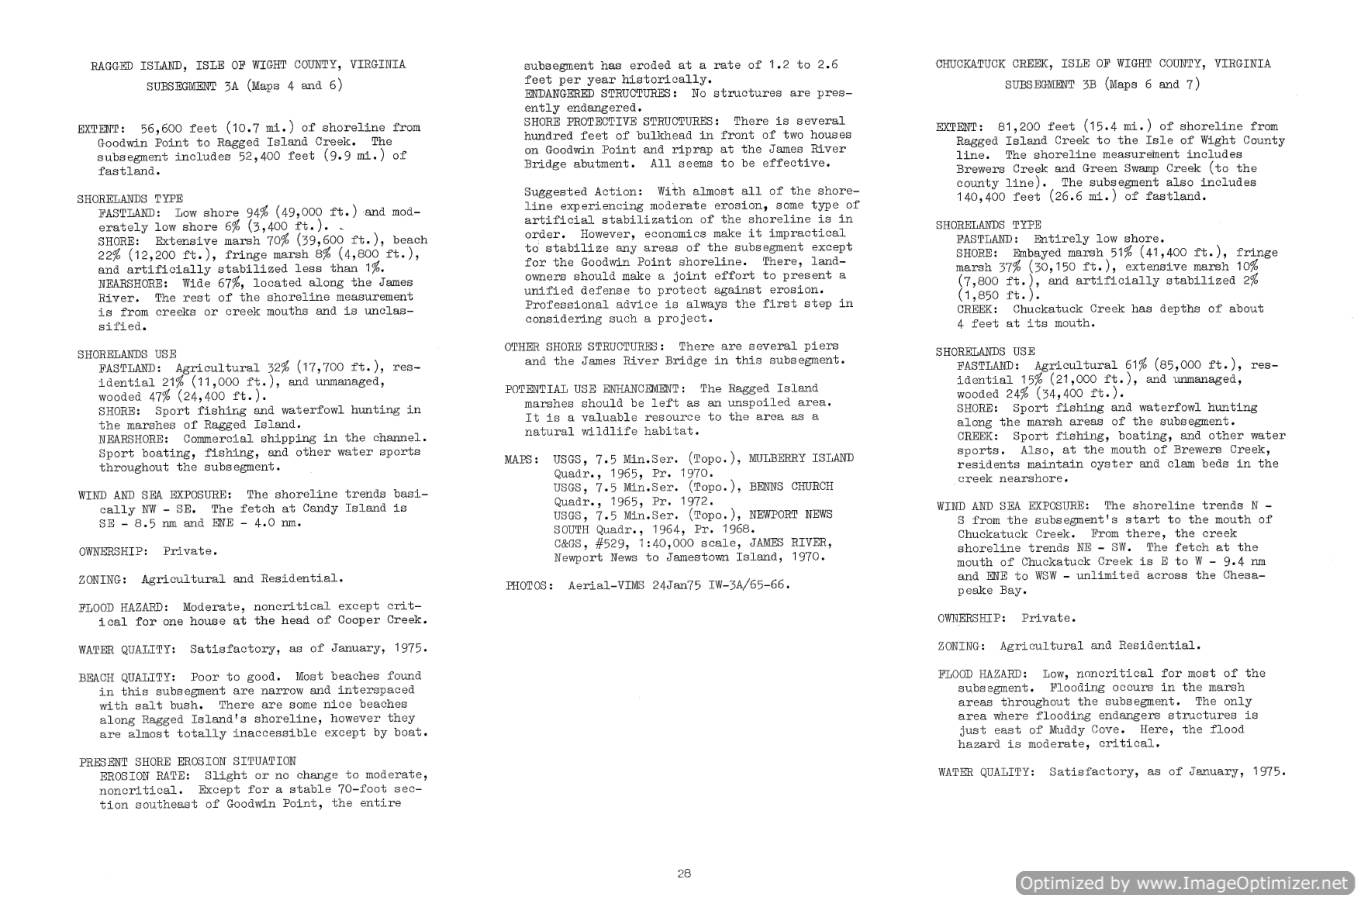 RAGGED ISLAND, ISLE OF WIGHT COUNTY, VIRGINIA
SUBSEGMENT 3A (Maps 4 and 6)
EXTENT: 56,600 feet (10.7 mi.) of shoreline from
Goodwin Point to Ragged Island Creek. The
subsegment includes 52,400 feet (9.9 mi.) of
fastland.
SHORELANDS TYPE
FASTLAND: Low shore 94% (49,000 ft.) and mod-
erately low shore 6% (3,400 ft.).
SHORE: Extensive marsh 70% (39,600 ft.), beach
22% (12,200 ft.), fringe marsh 8% (4,800 ft.),
and artificially stabilized less than 1%.
NEARSHORE: Wide 67%, located along the James
River. The rest of the shoreline measurement
is from creeks or creek mouths and is unclas-
sified.
SHORELANDS USE
FASTLAND: Agricultural 32% (17,700 ft.), res-
idential 21% (11,000 ft.), and unmanaged,
wooded 47% (24,400 ft.).
SHORE: Sport fishing and waterfowl hunting in
the marshes of Ragged Island.
NEARSHORE: Commercial shipping in the channel.
Sport boating, fishing, and other water sports
throughout the subsegment.
WIND AND SEA EXPOSURE: The shoreline trends basi-
cally NW - SE. The fetch at Candy Island is
SE - 8.5 nm and ENE - 4.0 nm.
OWNERSHIP: Private.
ZONING: Agricultural and Residential.
FLOOD HAZARD: Moderate, noncritical except crit-
ical for one house at the head of Cooper Creek.
WATER QUALITY: Satisfactory, as of January, 1975.
BEACH QUALITY: Poor to good. Most beaches found
in this subsegment are narrow and interspaced
with salt bush. There are some nice beaches
along Ragged Island's shoreline, however they
are almost totally inaccessible except by boat.
PRESENT SHORE EROSION SITUATION
EROSION RATE: Slight or no change to moderate,
noncritical. Except for a stable 70-foot sec-
tion southeast of Goodwin Point, the entire
subsegment has eroded at a rate of 1.2 to 2.6
feet per year historically.
ENDANGERED STRUCTURES: No structures are pres-
ently endangered.
SHORE PROTECTIVE STRUCTURES: There is several
hundred feet of bulkhead in front of two houses
on Goodwin Point and riprap at the James River
Bridge abutment. All seems to be effective.
Suggested Action: With almost all of the shore-
line experiencing moderate erosion, some type of
artificial stabilization of the shoreline is in
order. However, economics make it impractical
to stabilize any areas of the subsegment except
for the Goodwin Point shoreline. There, land-
owners should make a joint effort to present a
unified defense to protect against erosion.
Professional advice is always the first step in
considering such a project.
OTHER SHORE STRUCTURES: There are several piers
and the James River Bridge in this subsegment.
POTENTIAL USE ENHANCEMENT: The Ragged Island
marshes should be left as an unspoiled area.
It is a valuable resource to the area as a
natural wildlife habitat.
MAPS: USGS, 7.5 Min.Ser. (Topo.), MULBERRY ISLAND
Quadr., 1965, Pr. 1970.
USGS, 7.5 Min.Ser. (Topo.), BENNS CHURCH
Quadr., 1965, Pr. 1972.
USGS, 7.5 Min.Ser. (Topo.), NEWPORT NEWS
SOUTH Quadr., 1964, Pr. 1968.
C&GS, #529, 1:40,000 scale, JAMES RIVER,
Newport News to Jamestown Island, 1970.
PHOTOS: Aerial-VIMS 24Jan75 IW-3A/65-66.
CHUCKATUCK CREEK, ISLE OF WIGHT COUNTY, VIRGINIA
SUBSEGMENT 3B (Maps 6 and 7)
EXTENT: 81,200 feet (15.4 mi.) of shoreline from
Ragged Island Creek to the Isle of Wight County
line. The shoreline measurement includes
Brewers Creek and Green Swamp Creek (to the
county line). The subsegment also includes
140,400 feet (26.6 mi.) of fastland.
SHORELANDS TYPE
FASTLAND: Entirely low shore.
SHORE: Embayed marsh 51% (41,400 ft.), fringe
marsh 37% (30,150 ft.), extensive marsh 10%
(7,800 ft.), and artificially stabilized 2%
(1,850 ft.).
CREEK: Chuckatuck Creek has depths of about
4 feet at its mouth.
SHORELANDS USE
FASTLAND: Agricultural 61% (85,000 ft.), res-
idential 15% (21,000 ft.), and unmanaged,
wooded 24% (34,400 ft.).
SHORE: Sport fishing and waterfowl hunting
along the marsh areas of the subsegment.
CREEK: Sport fishing, boating, and other water
sports. Also, at the mouth of Brewers Creek,
residents maintain oyster and clam beds in the
creek nearshore.
WIND AND SEA EXPOSURE: The shoreline trends N -
S from the subsegment's start to the mouth of
Chuckatuck Creek. From there, the creek
shoreline trends NE - SW. The fetch at the
mouth of Chuckatuck Creek is E to W - 9.4 nm
and ENE to WSW - unlimited across the Chesa-
peake Bay.
OWNERSHIP: Private.
ZONING: Agricultural and Residential.
FLOOD HAZARD: Low, noncritical for most of the
subsegment. Flooding occurs in the marsh
areas throughout the subsegment. The only
area where flooding endangers structures is
just east of Muddy Cove. Here, the flood
hazard is moderate, critical.
WATER QUALITY: Satisfactory, as of January, 1975.
28
Optimized by www.ImageOptimizer.net